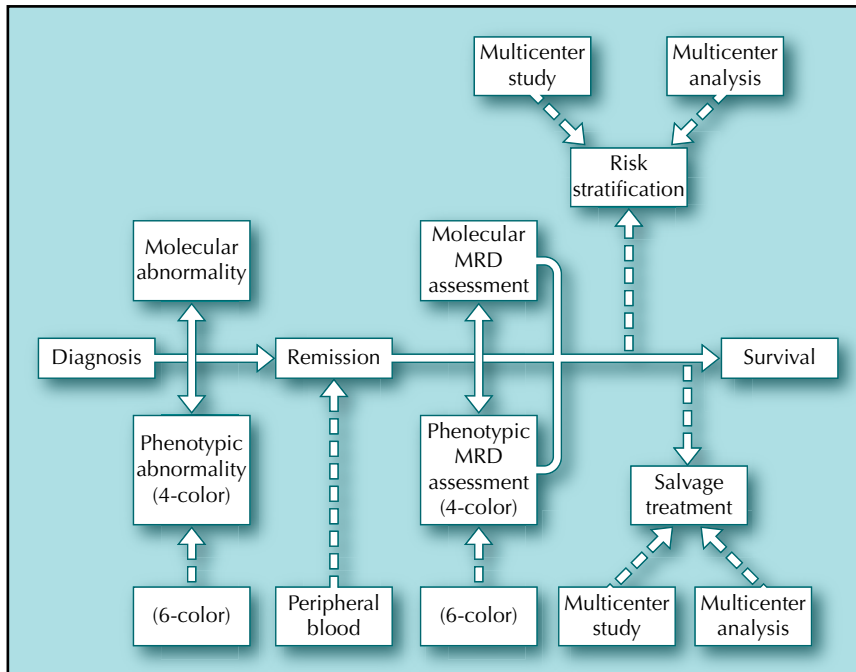 Multicenter
study
Multicenter
analysis
Risk
stratification
Molecular
abnormality
Molecular
MRD
assessment
Diagnosis
Remission
Survival
Phenotypic
abnormality
(4-color)
Phenotypic
MRD
assessment
(4-color)
Salvage
treatment
(6-color)
Peripheral
blood
(6-color)
Multicenter
study
Multicenter
analysis